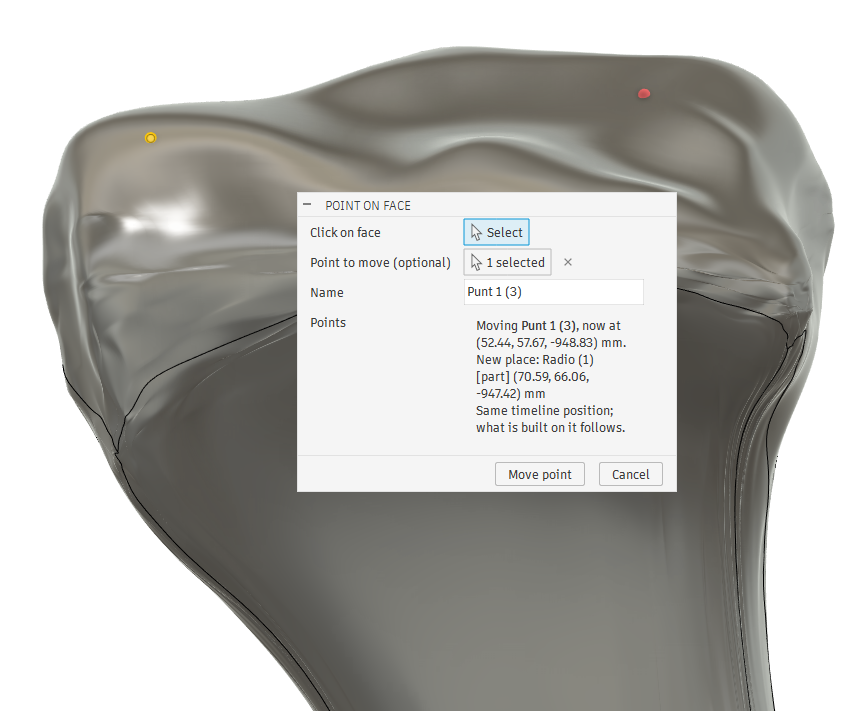 POINT ON FACE
Click on face
Select
Point to move (optional)
1 selected
Name
Punt 1 (3)
Points
Moving Punt 1 (3), now at
(52.44, 57.67, -948.83) mm.
New place: Radio (1)
[part] (70.59, 66.06,
-947.42) mm
Same timeline position;
what is built on it follows.
Move point
Cancel